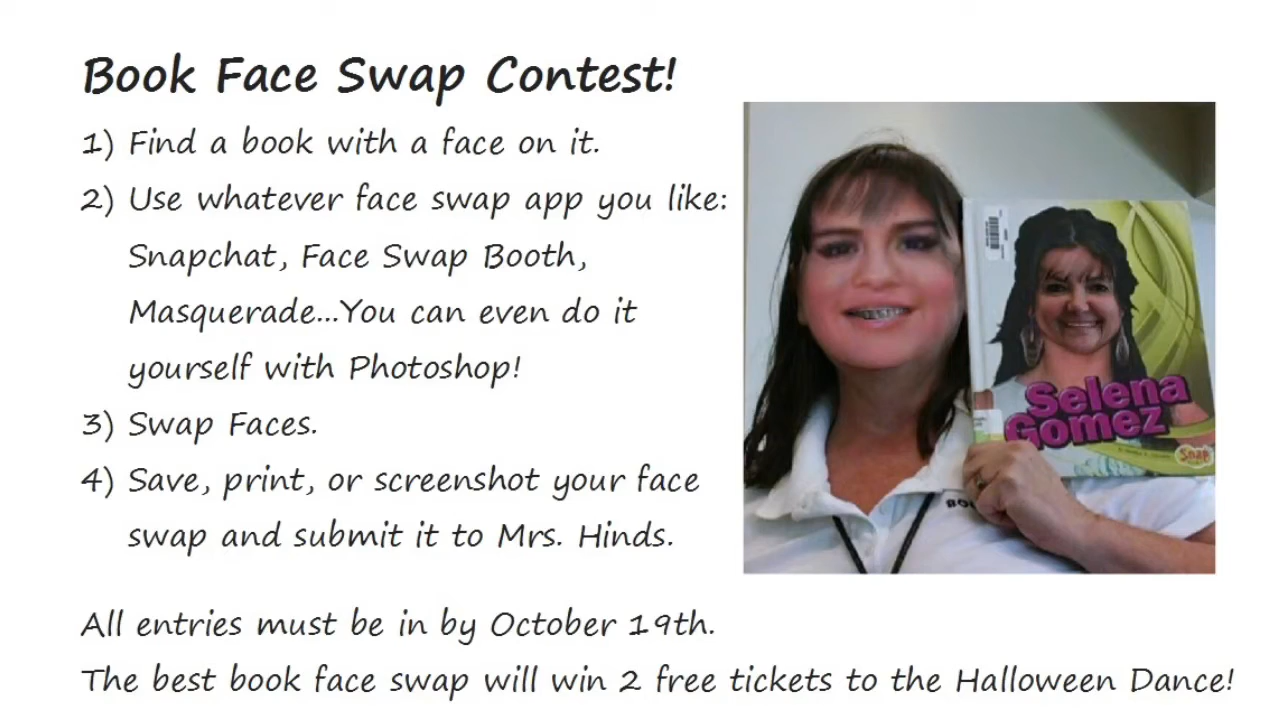 Book Face Swap Contest!
1) Find a book with a face on it.
2) Use whatever face swap app you like:
Snapchat, Face Swap Booth,
Masquerade...You can even do it
yourself with Photoshop!
3) Swap Faces.
4) Save, print, or screenshot your face
swap and submit it to Mrs. Hinds.
Selena
Gomez
Snap
All entries must be in by October 19th.
The best book face swap will win 2 free tickets to the Halloween Dance!